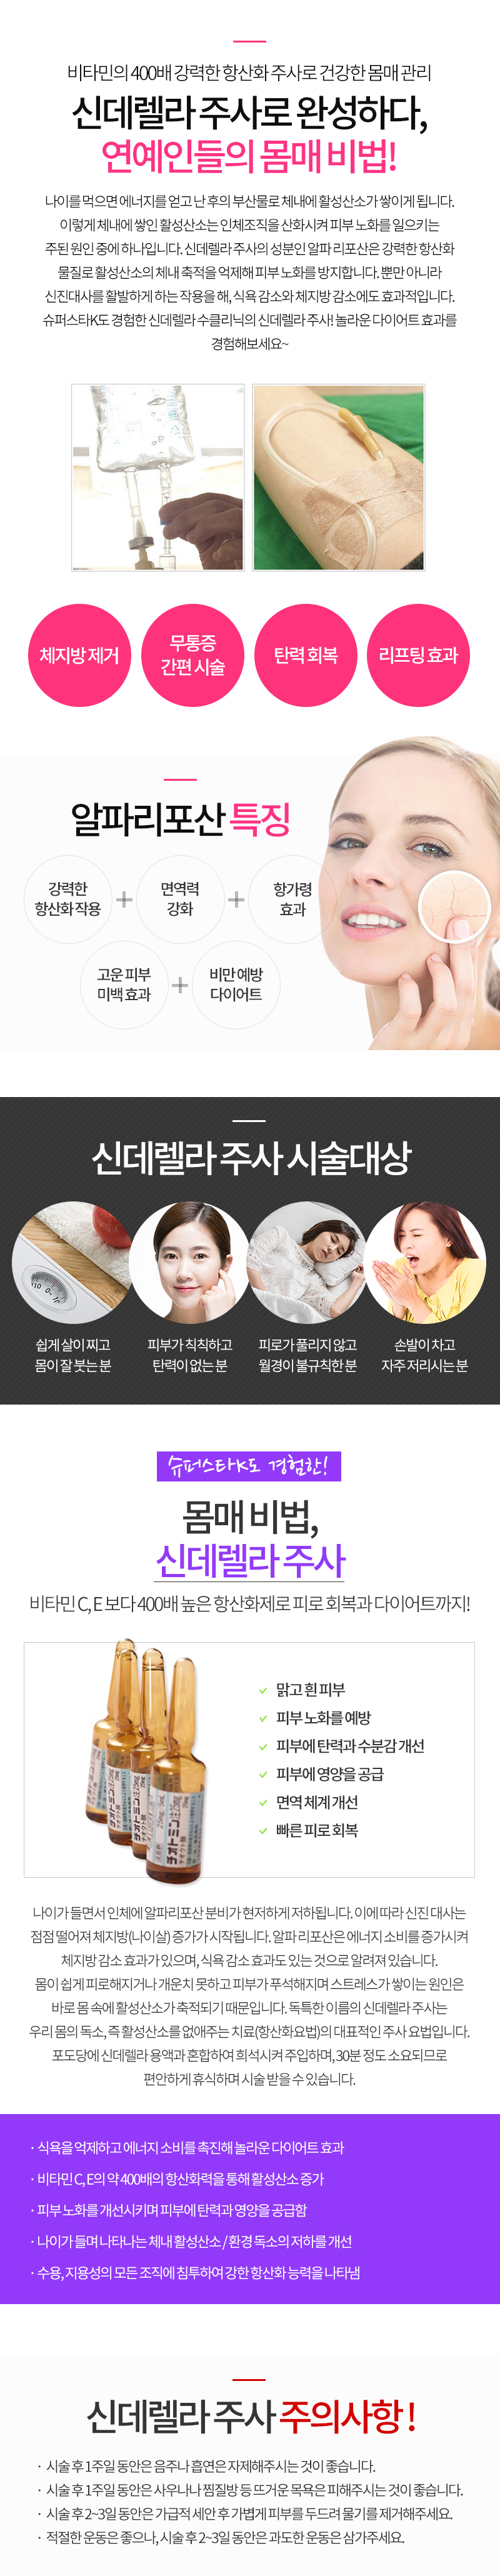 비타민의 400배 강력한 항산화 주사로 건강한 몸매 관리
신데렐라 주사로 완성하다,
연예인들의 몸매 비법!
나이를 먹으면 에너지를 얻고 난 후의 부산물로 체내에 활성산소가 쌓이게 됩니다.
이렇게 체내에 쌓인 활성산소는 인체조직을 산화시켜 피부 노화를 일으키는
주된 원인 중에 하나입니다. 신데렐라 주사의 성분인 알파 리포산은 강력한 항산화
물질로 활성산소의 체내 축적을 억제해 피부 노화를 방지합니다. 뿐만 아니라
신진대사를 활발하게 하는 작용을 해, 식욕 감소와 체지방 감소에도 효과적입니다.
슈퍼스타K도 경험한 신데렐라 수클리닉의 신데렐라 주사! 놀라운 다이어트 효과를
경험해보세요~
체지방 제거
무통증
간편 시술
탄력 회복
리프팅 효과
알파리포산 특징
강력한
항산화 작용
면역력
강화
항가령
효과
고운 피부
미백 효과
비만 예방
다이어트
신데렐라 주사 시술대상
쉽게 살이 찌고
몸이 잘 붓는 분
피부가 칙칙하고
탄력이 없는 분
피로가 풀리지 않고
월경이 불규칙한 분
손발이 차고
자주 저리시는 분
슈퍼스타K도 경험한!
몸매 비법,
신데렐라 주사
비타민 C, E 보다 400배 높은 항산화제로 피로 회복과 다이어트까지!
맑고 흰 피부
피부 노화를 예방
피부에 탄력과 수분감 개선
피부에 영양을 공급
면역 체계 개선
빠른 피로 회복
나이가 들면서 인체에 알파리포산 분비가 현저하게 저하됩니다. 이에 따라 신진 대사는
점점 떨어져 체지방(나이살) 증가가 시작됩니다. 알파 리포산은 에너지 소비를 증가시켜
체지방 감소 효과가 있으며, 식욕 감소 효과도 있는 것으로 알려져 있습니다.
몸이 쉽게 피로해지거나 개운치 못하고 피부가 푸석해지며 스트레스가 쌓이는 원인은
바로 몸 속에 활성산소가 축적되기 때문입니다. 독특한 이름의 신데렐라 주사는
우리 몸의 독소, 즉 활성산소를 없애주는 치료(항산화요법)의 대표적인 주사 요법입니다.
포도당에 신데렐라 용액과 혼합하여 희석시켜 주입하며, 30분 정도 소요되므로
편안하게 휴식하며 시술 받을 수 있습니다.
· 식욕을 억제하고 에너지 소비를 촉진해 놀라운 다이어트 효과
· 비타민 C, E의 약 400배의 항산화력을 통해 활성산소 증가
· 피부 노화를 개선시키며 피부에 탄력과 영양을 공급함
· 나이가 들며 나타나는 체내 활성산소 / 환경 독소의 저하를 개선
· 수용, 지용성의 모든 조직에 침투하여 강한 항산화 능력을 나타냄
신데렐라 주사 주의사항 !
· 시술 후 1주일 동안은 음주나 흡연은 자제해주시는 것이 좋습니다.
· 시술 후 1주일 동안은 사우나나 찜질방 등 뜨거운 목욕은 피해주시는 것이 좋습니다.
· 시술 후 2~3일 동안은 가급적 세안 후 가볍게 피부를 두드려 물기를 제거해주세요.
· 적절한 운동은 좋으나, 시술 후 2~3일 동안은 과도한 운동은 삼가주세요.